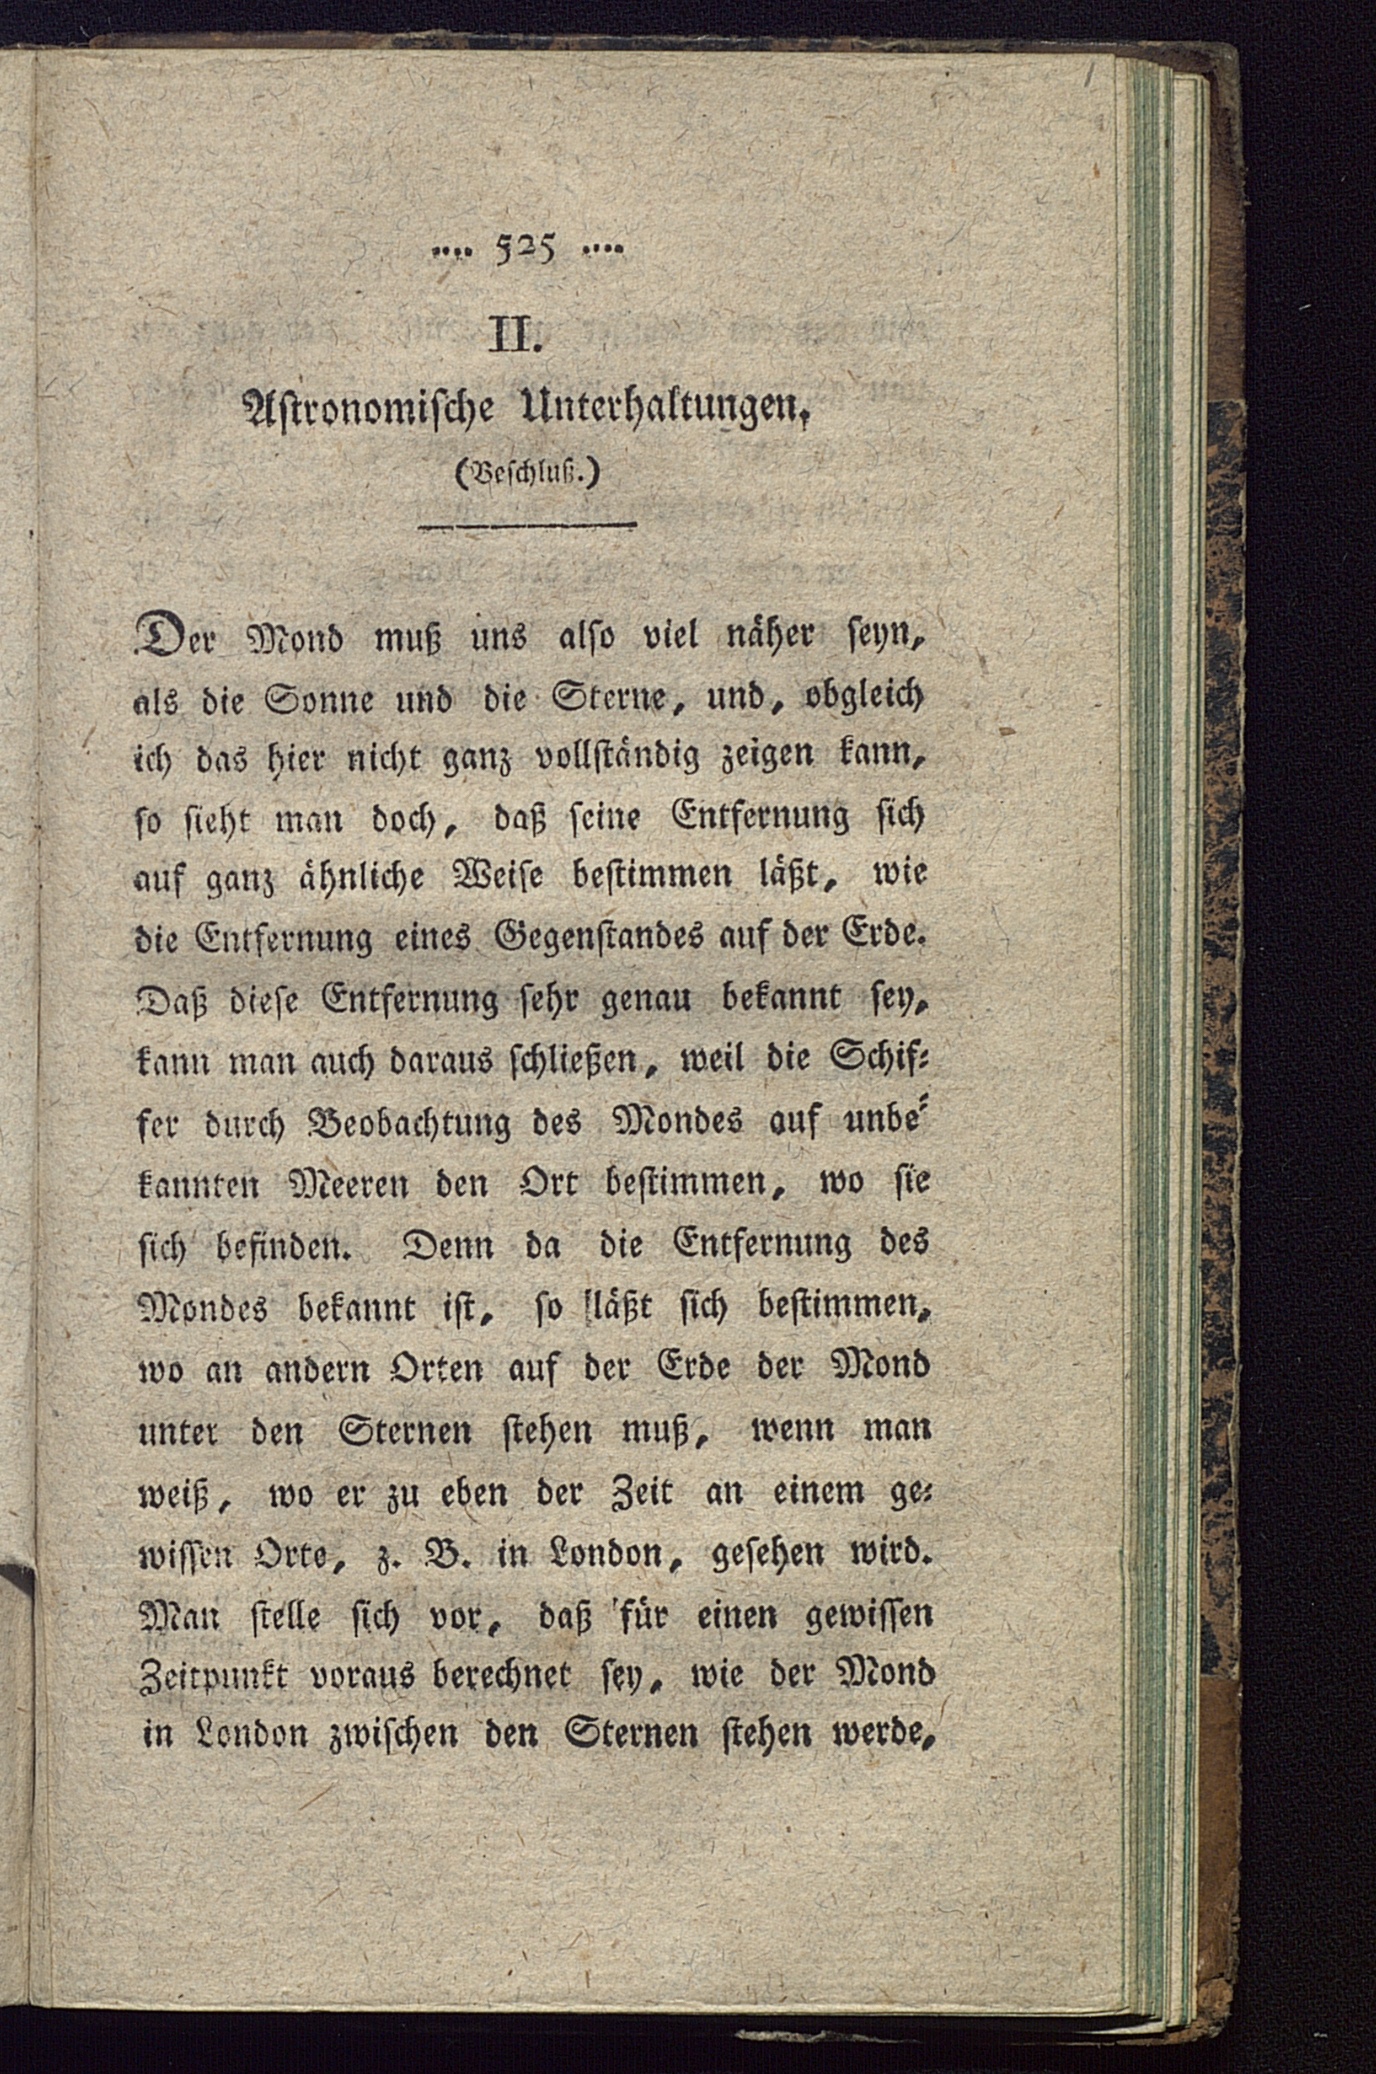 .... 525 ....
II.
Astronomische Unterhaltungen.
(Beschluß.)
Der Mond muß uns also viel näher seyn,
als die Sonne und die Sterne, und, obgleich
ich das hier nicht ganz vollständig zeigen kann,
so sieht man doch, daß seine Entfernung sich
auf ganz ähnliche Weise bestimmen läßt, wie
die Entfernung eines Gegenstandes auf der Erde.
Daß diese Entfernung sehr genau bekannt sey,
kann man auch daraus schließen, weil die Schif-
fer durch Beobachtung des Mondes auf unbe-
kannten Meeren den Ort bestimmen, wo sie
sich befinden. Denn da die Entfernung des
Mondes bekannt ist, so läßt sich bestimmen,
wo an andern Orten auf der Erde der Mond
unter den Sternen stehen muß, wenn man
weiß, wo er zu eben der Zeit an einem ge-
wissen Orte, z. B. in London, gesehen wird.
Man stelle sich vor, daß für einen gewissen
Zeitpunkt voraus berechnet sey, wie der Mond
in London zwischen den Sternen stehen werde,